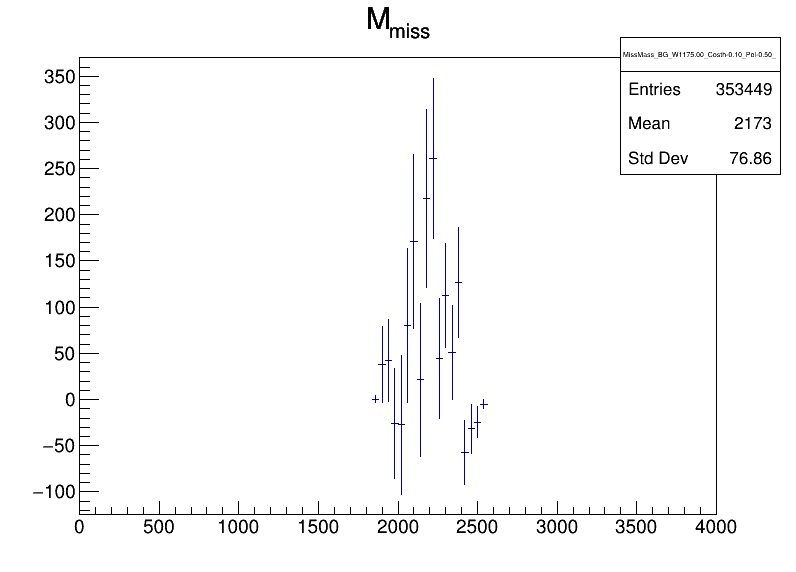 M_miss
MissMass_BG_W1175.00_Costh-0.10_Pol-0.50_
Entries 353449
Mean 2173
Std Dev 76.86
350
300
250
200
150
100
50
0
−50
−100
0 500 1000 1500 2000 2500 3000 3500 4000